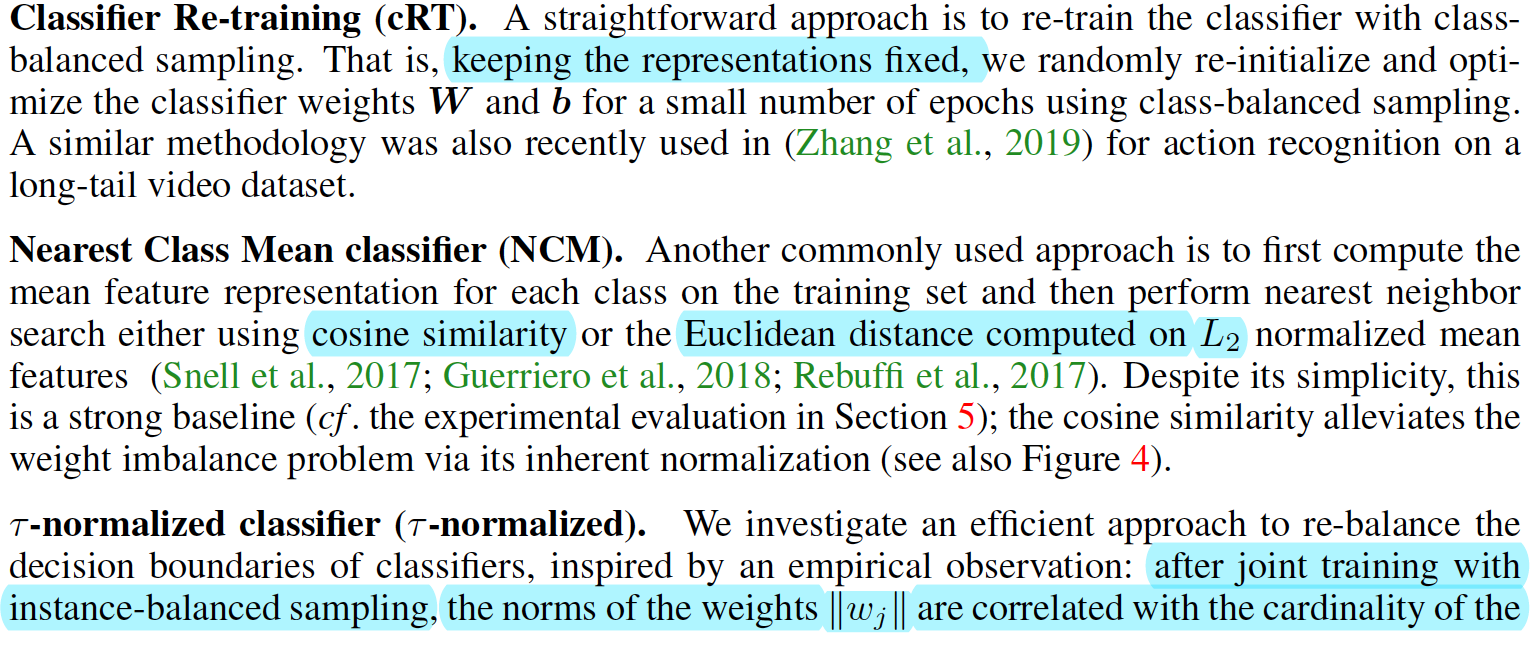 Classifier Re-training (cRT). A straightforward approach is to re-train the classifier with class-
balanced sampling. That is, keeping the representations fixed, we randomly re-initialize and opti-
mize the classifier weights W and b for a small number of epochs using class-balanced sampling.
A similar methodology was also recently used in (Zhang et al., 2019) for action recognition on a
long-tail video dataset.
Nearest Class Mean classifier (NCM). Another commonly used approach is to first compute the
mean feature representation for each class on the training set and then perform nearest neighbor
search either using cosine similarity or the Euclidean distance computed on L₂ normalized mean
features (Snell et al., 2017; Guerriero et al., 2018; Rebuffi et al., 2017). Despite its simplicity, this
is a strong baseline (cf. the experimental evaluation in Section 5); the cosine similarity alleviates the
weight imbalance problem via its inherent normalization (see also Figure 4).
τ-normalized classifier (τ-normalized). We investigate an efficient approach to re-balance the
decision boundaries of classifiers, inspired by an empirical observation: after joint training with
instance-balanced sampling, the norms of the weights ‖wⱼ‖ are correlated with the cardinality of the